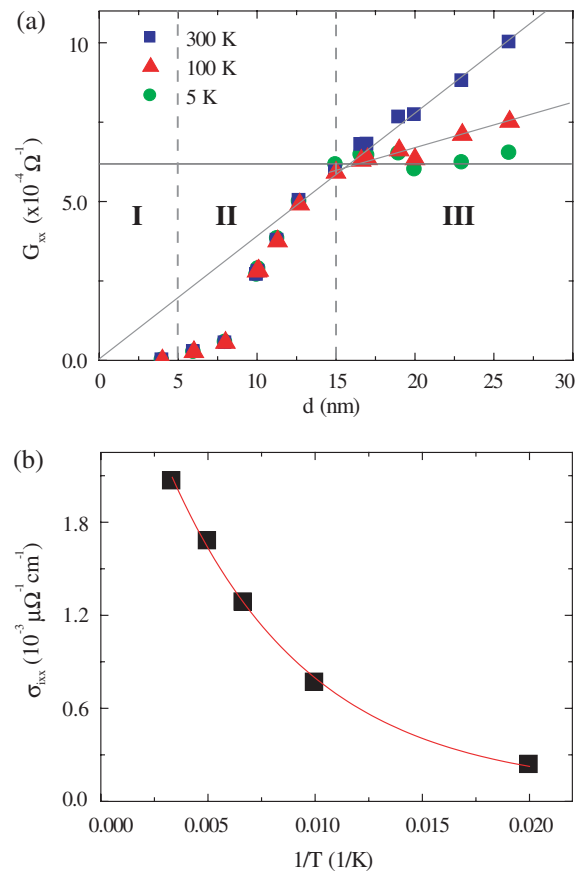 (a)
300 K
100 K
5 K
10
5.0
0.0
I
II
III
Gxx (x10⁻⁴ Ω⁻¹)
0
5
10
15
20
25
30
d (nm)
(b)
1.8
1.2
0.6
0.0
σixx (10⁻³ μΩ⁻¹ cm⁻¹)
0.000
0.005
0.010
0.015
0.020
1/T (1/K)